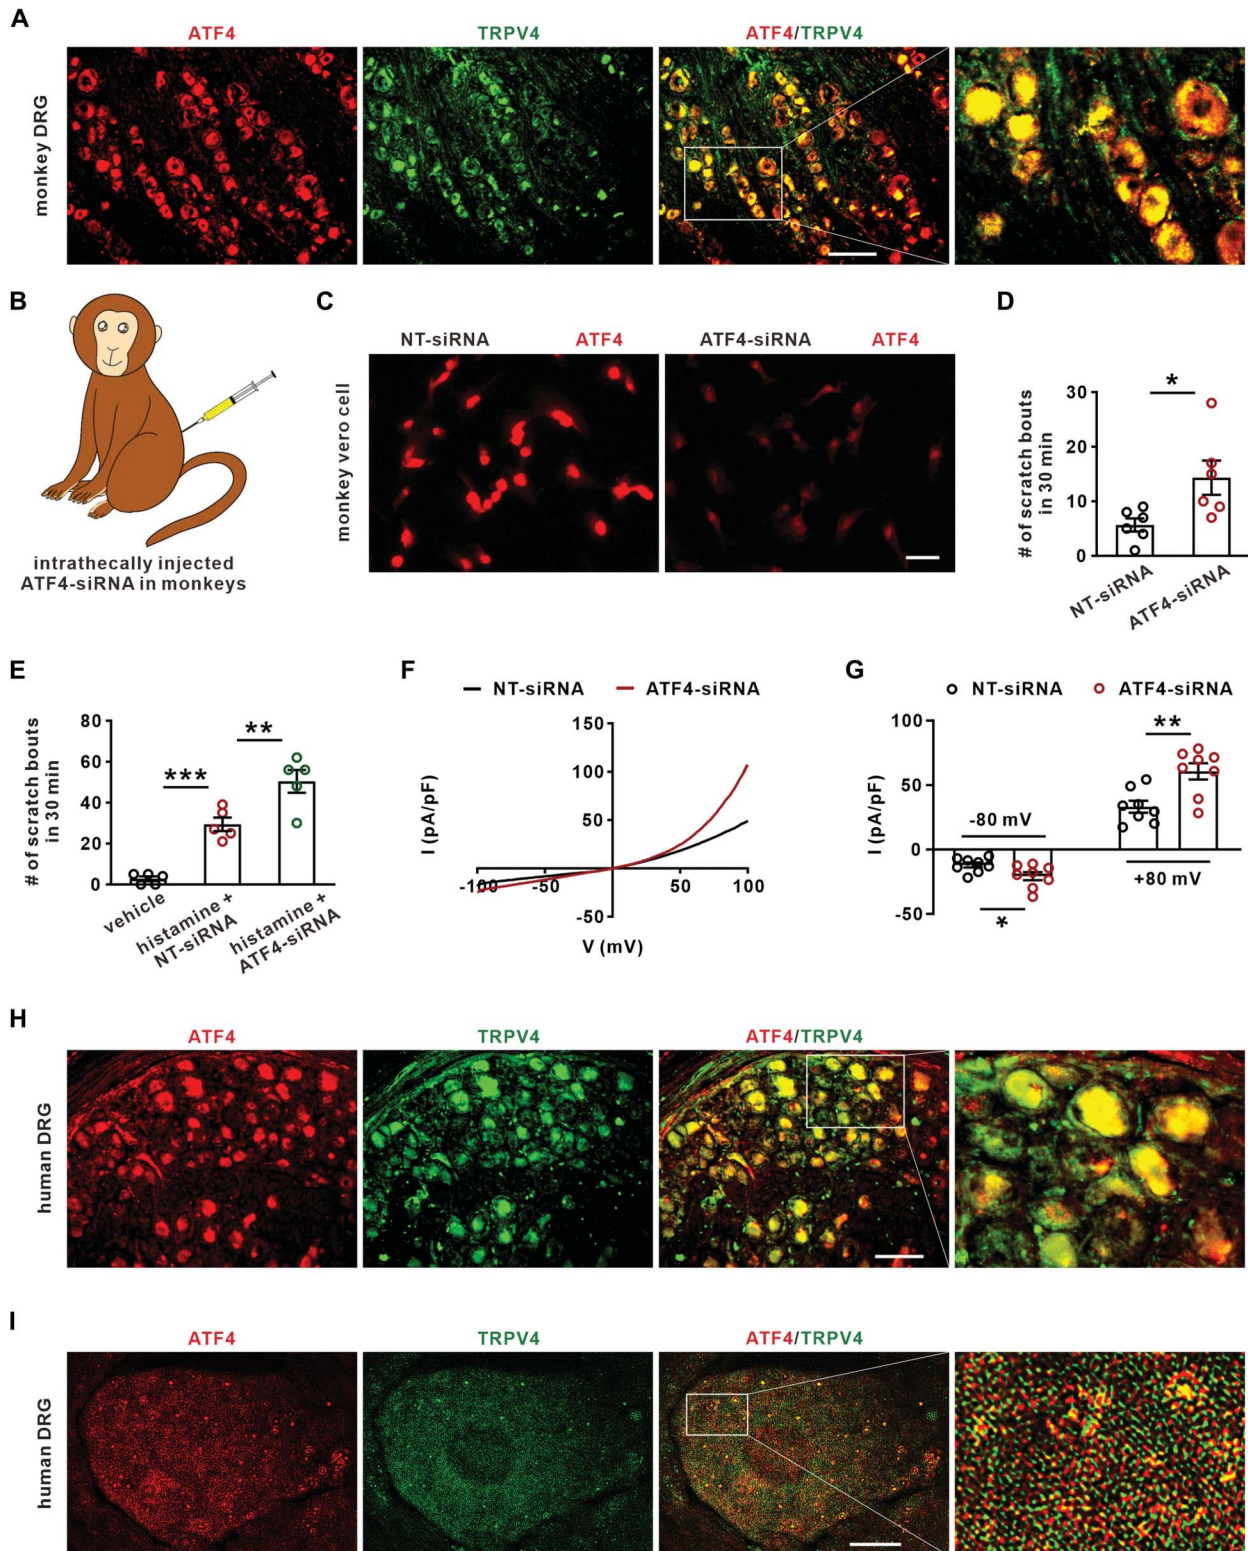 A
ATF4
TRPV4
ATF4/TRPV4
monkey DRG
B
intrathecally injected
ATF4-siRNA in monkeys
C
NT-siRNA
ATF4
ATF4-siRNA
ATF4
monkey vero cell
D
# of scratch bouts
in 30 min
30
20
10
0
*
NT-siRNA
ATF4-siRNA
E
# of scratch bouts
in 30 min
80
60
40
20
0
***
**
vehicle
histamine +
NT-siRNA
histamine +
ATF4-siRNA
F
NT-siRNA
ATF4-siRNA
I (pA/pF)
150
100
50
-50
-100
-50
50
100
V (mV)
G
NT-siRNA
ATF4-siRNA
I (pA/pF)
100
50
0
-50
-80 mV
*
**
+80 mV
H
ATF4
TRPV4
ATF4/TRPV4
human DRG
I
ATF4
TRPV4
ATF4/TRPV4
human DRG